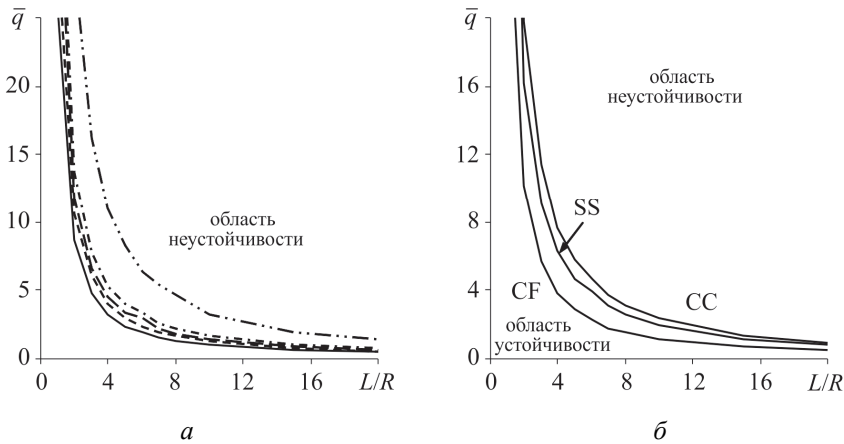 q̅
20
15
10
5
0
0 4 8 12 16 L/R
область
неустойчивости
а
q̅
16
12
8
4
0
0 4 8 12 16 L/R
область
неустойчивости
SS
CF
CC
область
устойчивости
б